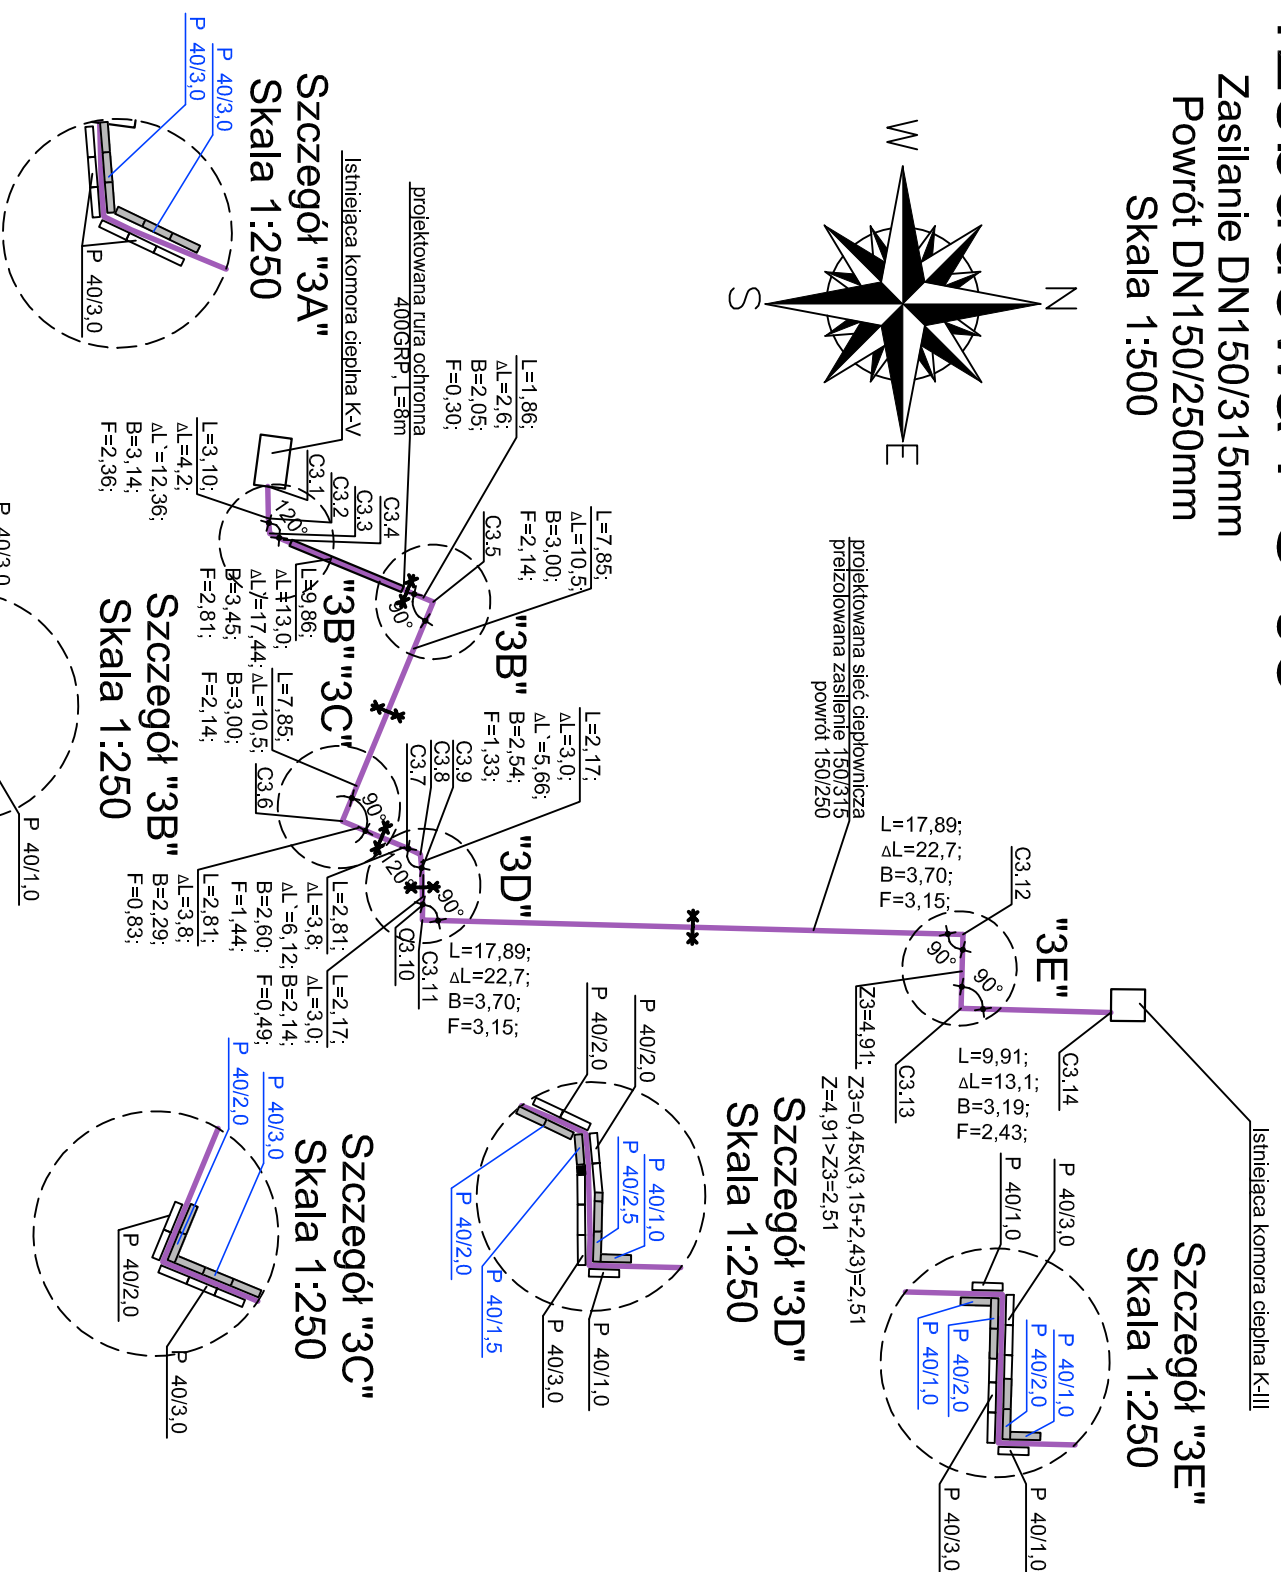 Zasilanie DN150/315mm
Powrót DN150/250mm
Skala 1:500
N
W
E
S
Istniejąca komora cieplna K-III
Szczegół "3E"
Skala 1:250
P 40/3,0
P 40/1,0
P 40/1,0
P 40/2,0
P 40/2,0
P 40/1,0
P 40/1,0
P 40/3,0
"3E"
C3.12
C3.13
C3.14
90°
90°
L=17,89;
ΔL=22,7;
B=3,70;
F=3,15;
L=9,91;
ΔL=13,1;
B=3,19;
F=2,43;
Z3=4,91;
Z3=0,45x(3,15+2,43)=2,51
Z=4,91>Z3=2,51
projektowana sieć ciepłownicza
preizolowana zasilenie 150/315
powrót 150/250
Szczegół "3D"
Skala 1:250
P 40/2,0
P 40/2,0
P 40/1,0
P 40/2,5
P 40/2,0
P 40/1,5
P 40/1,0
P 40/3,0
"3D"
L=17,89;
ΔL=22,7;
B=3,70;
F=3,15;
L=2,17;
ΔL=3,0;
ΔL`=5,66;
B=2,54;
F=1,33;
C3.9
C3.8
C3.7
C3.6
C3.10
C3.11
90°
120°
90°
L=2,17;
ΔL=3,0;
B=2,14;
F=0,49;
L=2,81;
ΔL=3,8;
ΔL`=6,12;
B=2,60;
F=1,44;
L=2,81;
ΔL=3,8;
B=2,29;
F=0,83;
"3B"
L=7,85;
ΔL=10,5;
B=3,00;
F=2,14;
C3.5
90°
L=1,86;
ΔL=2,6;
B=2,05;
F=0,30;
projektowana rura ochronna
400GRP, L=8m
Istniejąca komora cieplna K-V
C3.4
C3.3
C3.2
C3.1
120°
"3B"
"3C"
L=9,86;
ΔL=13,0;
ΔL`=17,44;
B=3,45;
F=2,81;
L=7,85;
ΔL=10,5;
B=3,00;
F=2,14;
L=3,10;
ΔL=4,2;
ΔL`=12,36;
B=3,14;
F=2,36;
Szczegół "3A"
Skala 1:250
P 40/3,0
P 40/3,0
P 40/3,0
Szczegół "3C"
Skala 1:250
P 40/3,0
P 40/2,0
P 40/2,0
P 40/3,0
Szczegół "3B"
Skala 1:250
P 40/3,0
P 40/1,0